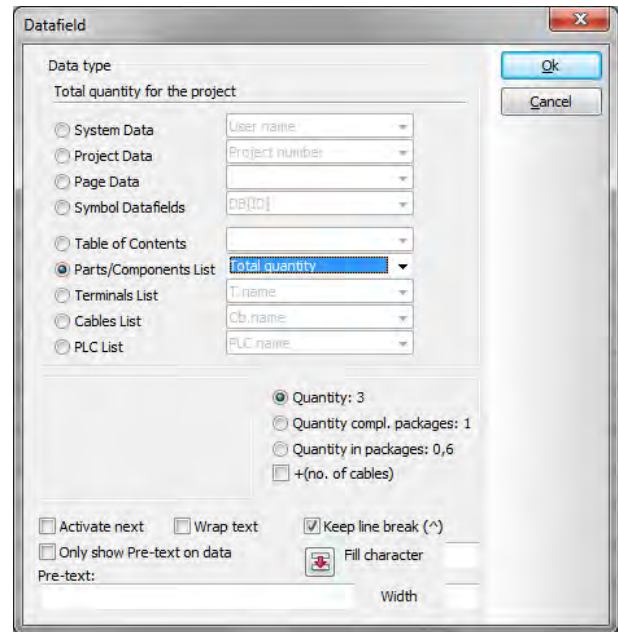 Datafield
Data type
Total quantity for the project
Ok
Cancel
System Data User name
Project Data Project number
Page Data
Symbol Datafields DB[ID]
Table of Contents
Parts/Components List Total quantity
Terminals List T.name
Cables List Cb.name
PLC List PLC.name
Quantity: 3
Quantity compl. packages: 1
Quantity in packages: 0,6
+(no. of cables)
Activate next Wrap text Keep line break (^)
Only show Pre-text on data Fill character
Pre-text:
Width